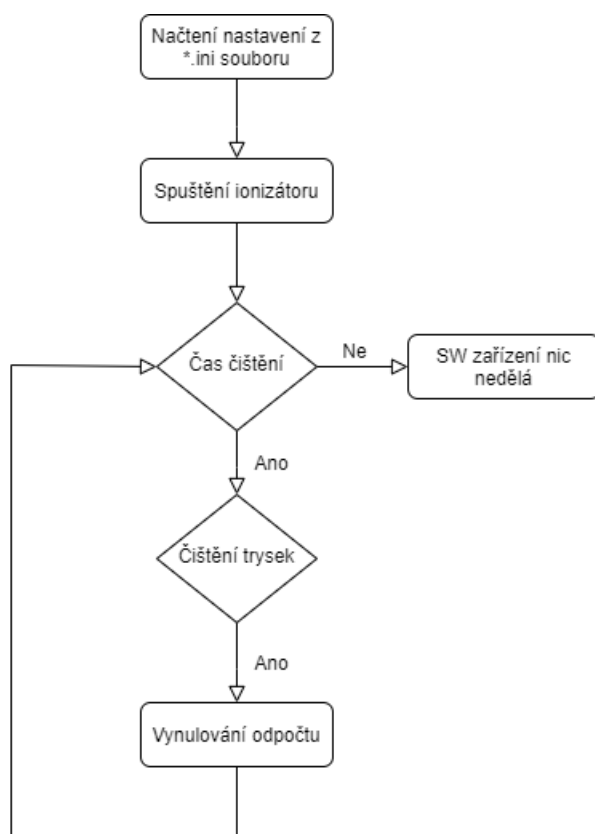 Načtení nastavení z
*.ini souboru
Spuštění ionizátoru
Čas čištění
Ne
SW zařízení nic
nedělá
Ano
Čištění trysek
Ano
Vynulování odpočtu